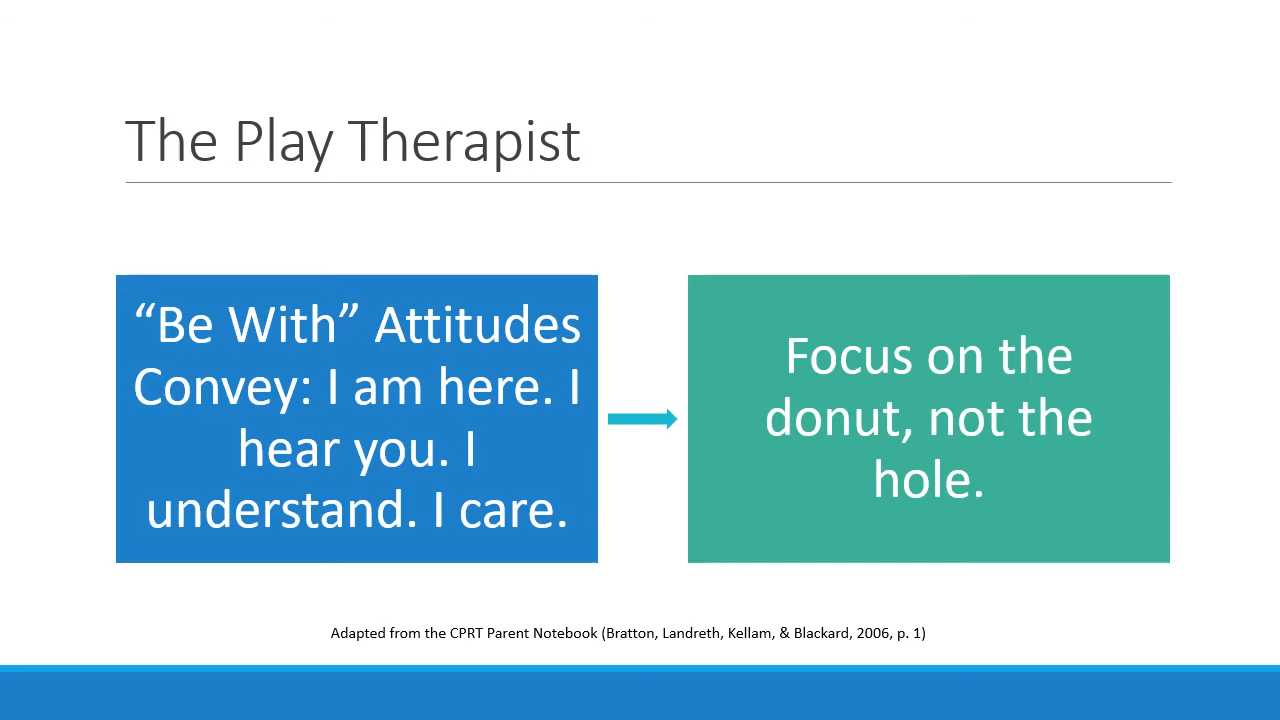 The Play Therapist
“Be With” Attitudes
Convey: I am here. I
hear you. I
understand. I care.
Focus on the
donut, not the
hole.
Adapted from the CPRT Parent Notebook (Bratton, Landreth, Kellam, & Blackard, 2006, p. 1)